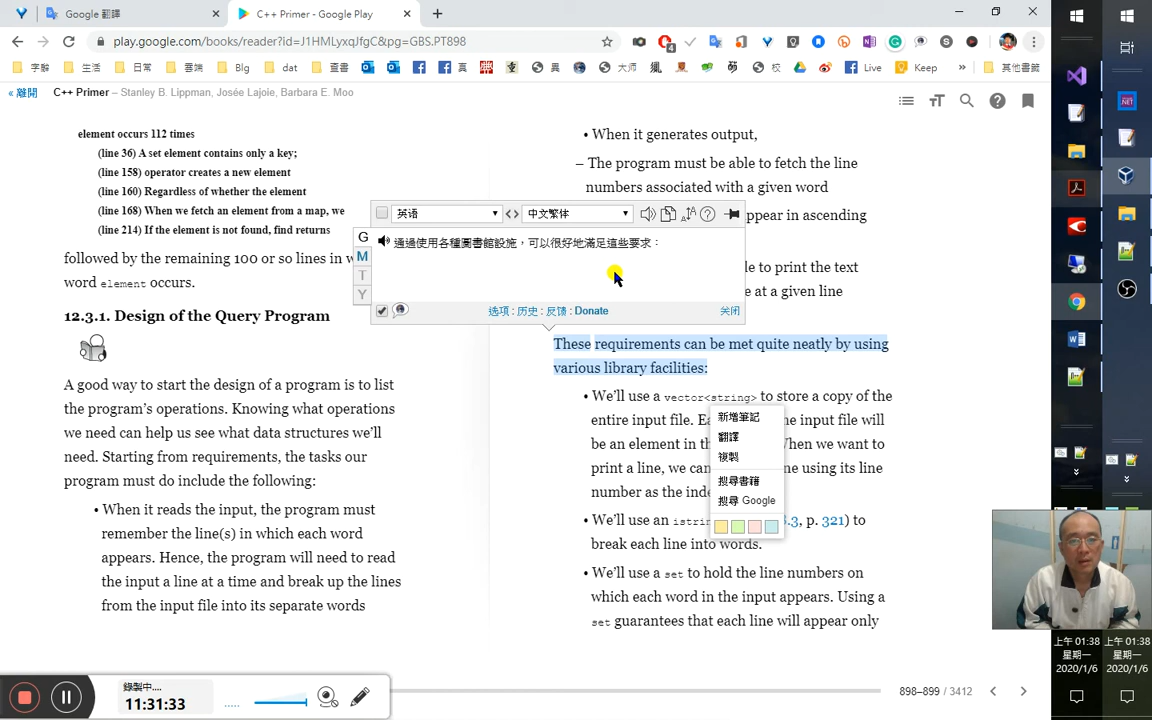 Google 翻譯
C++ Primer - Google Play
play.google.com/books/reader?id=J1HMLyxqJfgC&pg=GBS.PT898
4
字辭
生活
日常
雲端
Blg
dat
查書
真
異
大师
校
Live
Keep
其他書籤
« 離開
C++ Primer – Stanley B. Lippman, Josée Lajoie, Barbara E. Moo
element occurs 112 times
(line 36) A set element contains only a key;
(line 158) operator creates a new element
(line 160) Regardless of whether the element
(line 168) When we fetch an element from a map, we
(line 214) If the element is not found, find returns
followed by the remaining 100 or so lines in w
word element occurs.
12.3.1. Design of the Query Program
A good way to start the design of a program is to list
the program's operations. Knowing what operations
we need can help us see what data structures we'll
need. Starting from requirements, the tasks our
program must do include the following:
• When it reads the input, the program must
remember the line(s) in which each word
appears. Hence, the program will need to read
the input a line at a time and break up the lines
from the input file into its separate words
• When it generates output,
– The program must be able to fetch the line
numbers associated with a given word
ppear in ascending
le to print the text
e at a given line
英语
中文繁体
G
M
T
Y
通過使用各種圖書館設施，可以很好地滿足這些要求：
选项 : 历史 : 反馈 : Donate
关闭
These requirements can be met quite neatly by using
various library facilities:
• We'll use a vector<string> to store a copy of the
entire input file. Ea the input file will
be an element in th When we want to
print a line, we can ne using its line
number as the inde
• We'll use an istri 8.3, p. 321) to
break each line into words.
• We'll use a set to hold the line numbers on
which each word in the input appears. Using a
set guarantees that each line will appear only
新增筆記
翻譯
複製
搜尋書籍
搜尋 Google
898–899 / 3412
錄製中....
11:31:33
.NET
上午 01:38
星期一
2020/1/6
上午 01:38
星期一
2020/1/6